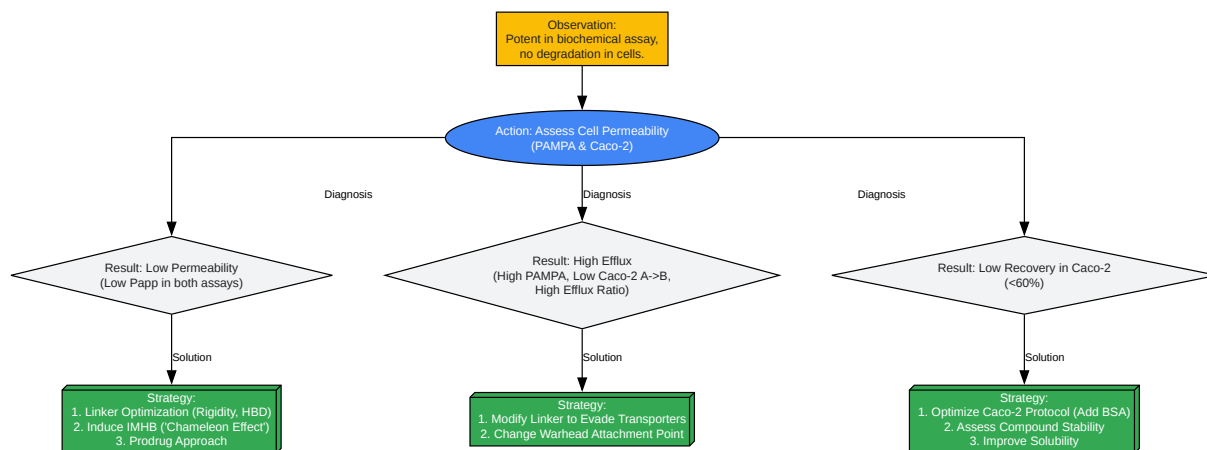 Observation:
Potent in biochemical assay,
no degradation in cells.
Action: Assess Cell Permeability
(PAMPA & Caco-2)
Diagnosis
Diagnosis
Diagnosis
Result: Low Permeability
(Low Papp in both assays)
Result: High Efflux
(High PAMPA, Low Caco-2 A->B,
High Efflux Ratio)
Result: Low Recovery in Caco-2
(<60%)
Solution
Solution
Solution
Strategy:
1. Linker Optimization (Rigidity, HBD)
2. Induce IMHB ('Chameleon Effect')
3. Prodrug Approach
Strategy:
1. Modify Linker to Evade Transporters
2. Change Warhead Attachment Point
Strategy:
1. Optimize Caco-2 Protocol (Add BSA)
2. Assess Compound Stability
3. Improve Solubility